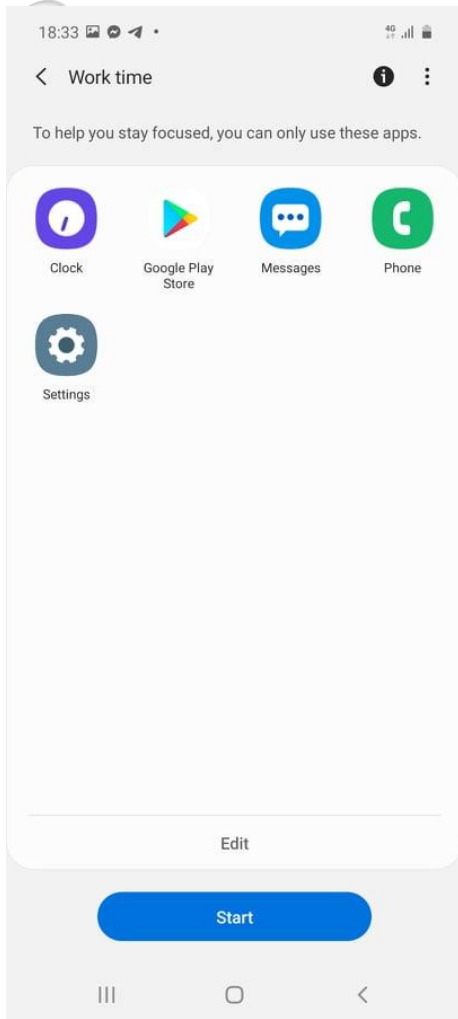 18:33
4G
Work time
To help you stay focused, you can only use these apps.
Clock
Google Play
Store
Messages
Phone
Settings
Edit
Start